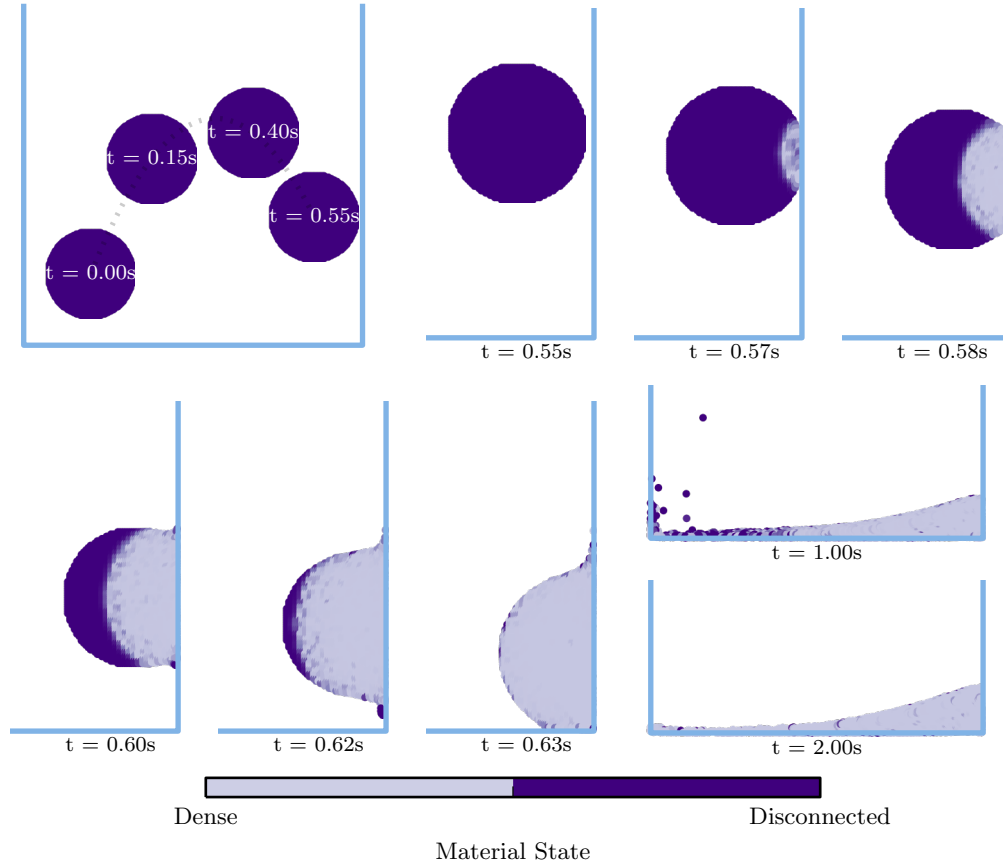 t = 0.40s
t = 0.15s
t = 0.55s
t = 0.00s
t = 0.55s
t = 0.57s
t = 0.58s
t = 0.60s
t = 0.62s
t = 0.63s
t = 1.00s
t = 2.00s
Dense
Disconnected
Material State